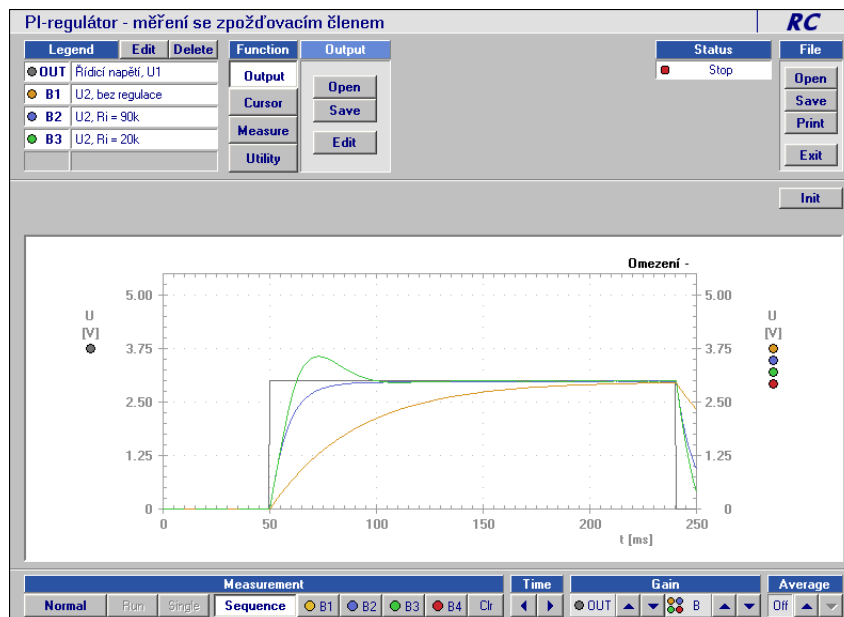 PI-regulátor - měření se zpožďovacím členem
RC
Legend Edit Delete Function Output Status File
OUT Řídicí napětí, U1
B1 U2, bez regulace
B2 U2, Ri = 90k
B3 U2, Ri = 20k
Output
Cursor
Measure
Utility
Open
Save
Edit
Stop
Open
Save
Print
Exit
Init
Omezení -
U
[V]
5.00
3.75
2.50
1.25
0
5.00
3.75
2.50
1.25
0
U
[V]
0 50 100 150 200 250
t [ms]
Measurement Time Gain Average
Normal Run Single Sequence B1 B2 B3 B4 Clr OUT B Off